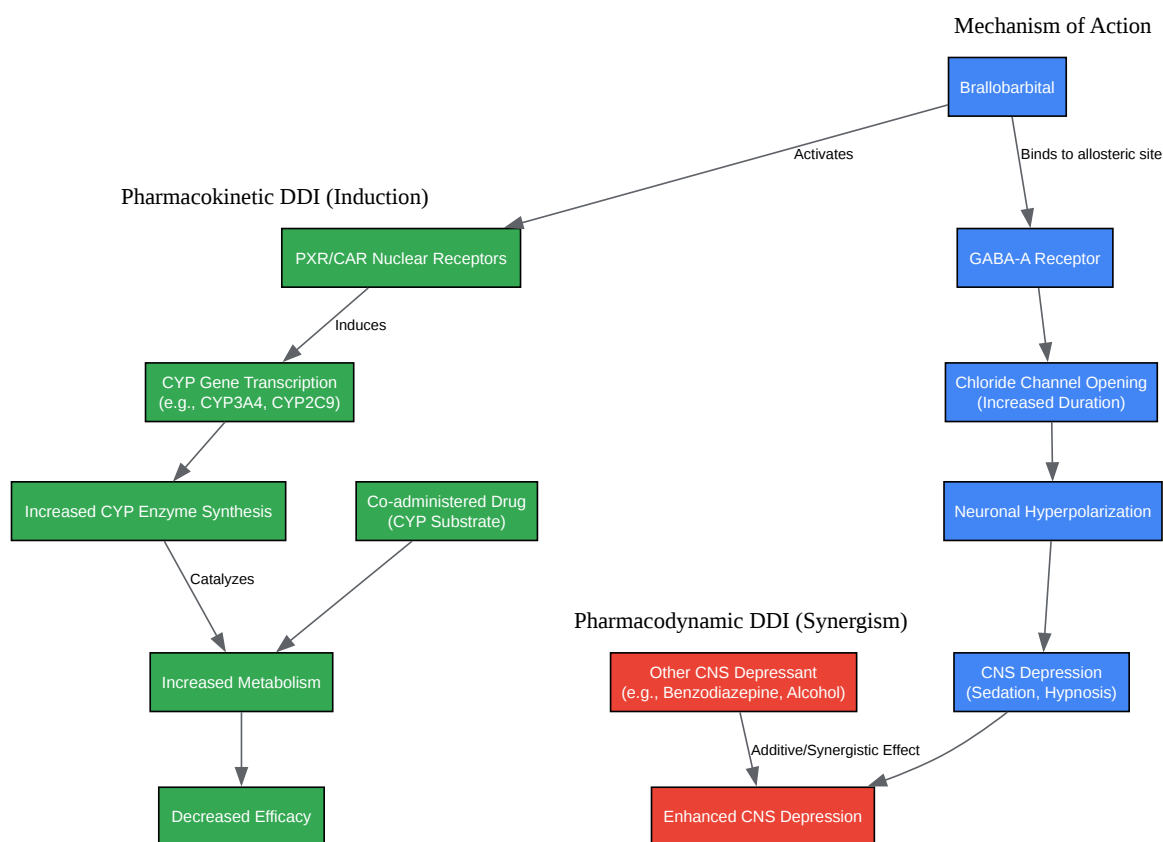 Mechanism of Action
Brallobarbital
Activates
Binds to allosteric site
Pharmacokinetic DDI (Induction)
PXR/CAR Nuclear Receptors
GABA-A Receptor
Induces
CYP Gene Transcription
(e.g., CYP3A4, CYP2C9)
Chloride Channel Opening
(Increased Duration)
Increased CYP Enzyme Synthesis
Co-administered Drug
(CYP Substrate)
Neuronal Hyperpolarization
Catalyzes
Pharmacodynamic DDI (Synergism)
Increased Metabolism
Other CNS Depressant
(e.g., Benzodiazepine, Alcohol)
CNS Depression
(Sedation, Hypnosis)
Additive/Synergistic Effect
Decreased Efficacy
Enhanced CNS Depression